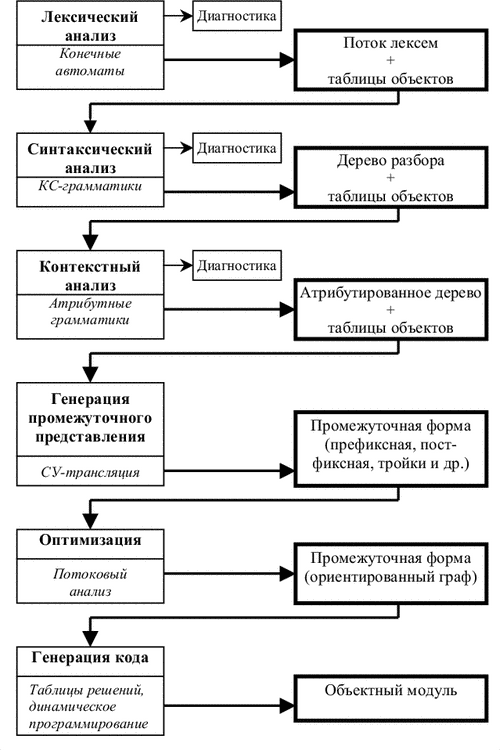 Лексический
анализ
Конечные
автоматы
Диагностика
Поток лексем
+
таблицы объектов
Синтаксический
анализ
КС-грамматики
Диагностика
Дерево разбора
+
таблицы объектов
Контекстный
анализ
Атрибутные
грамматики
Диагностика
Атрибутированное дерево
+
таблицы объектов
Генерация
промежуточного
представления
СУ-трансляция
Промежуточная форма
(префиксная, пост-
фиксная, тройки и др.)
Оптимизация
Потоковый
анализ
Промежуточная форма
(ориентированный граф)
Генерация кода
Таблицы решений,
динамическое
программирование
Объектный модуль